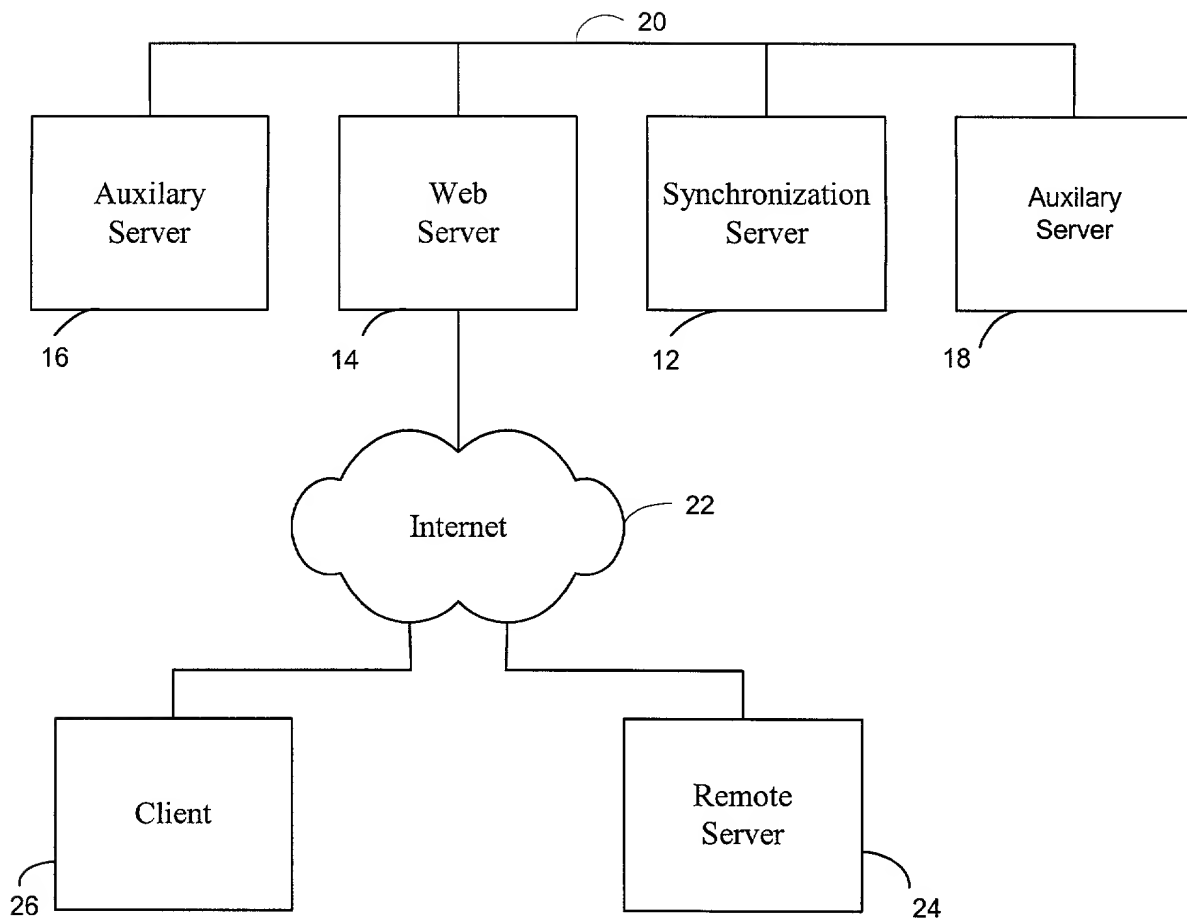 20
Auxilary
Server
Web
Server
Synchronization
Server
Auxilary
Server
16
14
12
18
Internet
22
Client
Remote
Server
26
24